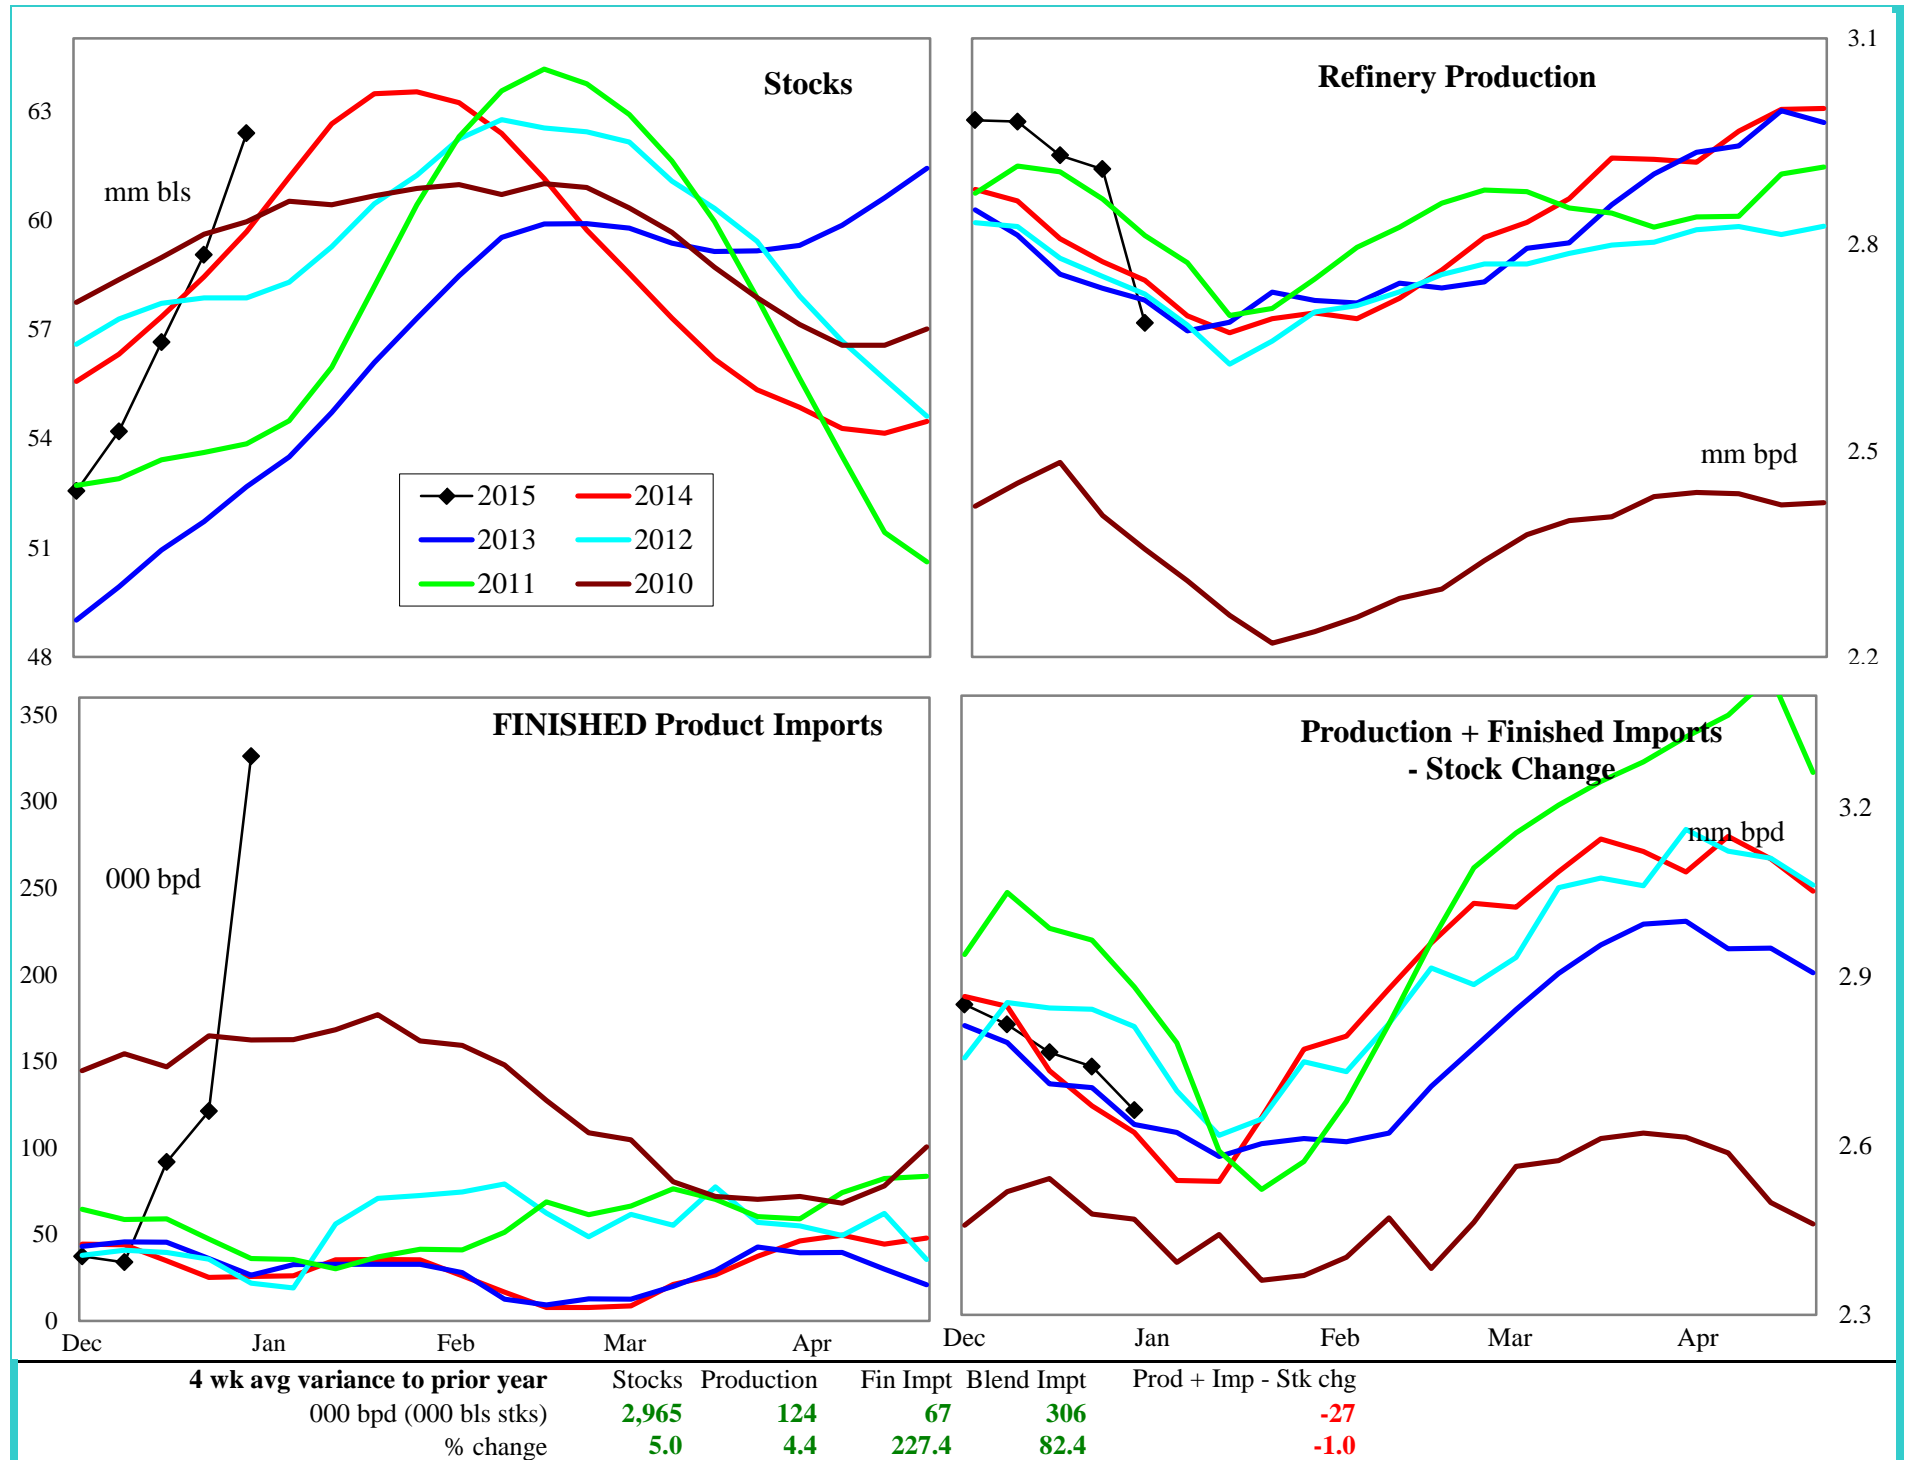 Stocks
63
60
57
54
51
48
mm bls
2015 2014
2013 2012
2011 2010
Refinery Production
3.1
2.8
2.5
2.2
mm bpd
FINISHED Product Imports
350
300
250
200
150
100
50
0
000 bpd
Dec Jan Feb Mar Apr
Production + Finished Imports
- Stock Change
mm bpd
3.2
2.9
2.6
2.3
Dec Jan Feb Mar Apr
4 wk avg variance to prior year Stocks Production Fin Impt Blend Impt Prod + Imp - Stk chg
000 bpd (000 bls stks) 2,965 124 67 306 -27
% change 5.0 4.4 227.4 82.4 -1.0